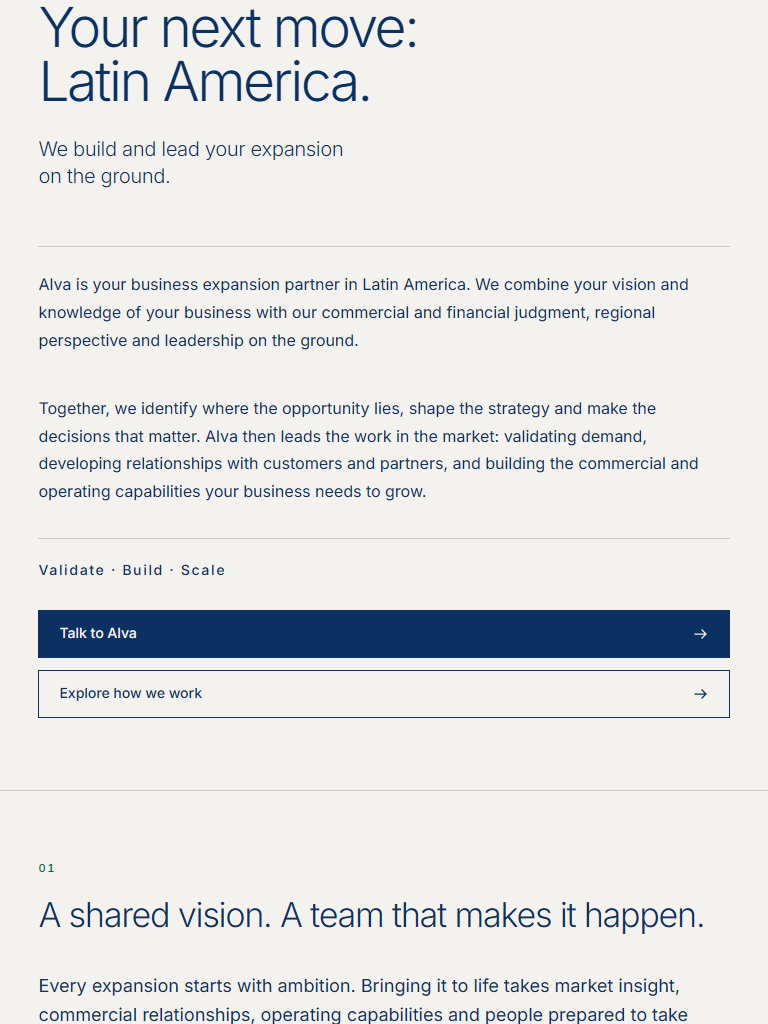 Your next move:
Latin America.
We build and lead your expansion
on the ground.
Alva is your business expansion partner in Latin America. We combine your vision and
knowledge of your business with our commercial and financial judgment, regional
perspective and leadership on the ground.
Together, we identify where the opportunity lies, shape the strategy and make the
decisions that matter. Alva then leads the work in the market: validating demand,
developing relationships with customers and partners, and building the commercial and
operating capabilities your business needs to grow.
Validate · Build · Scale
Talk to Alva →
Explore how we work →
01
A shared vision. A team that makes it happen.
Every expansion starts with ambition. Bringing it to life takes market insight,
commercial relationships, operating capabilities and people prepared to take